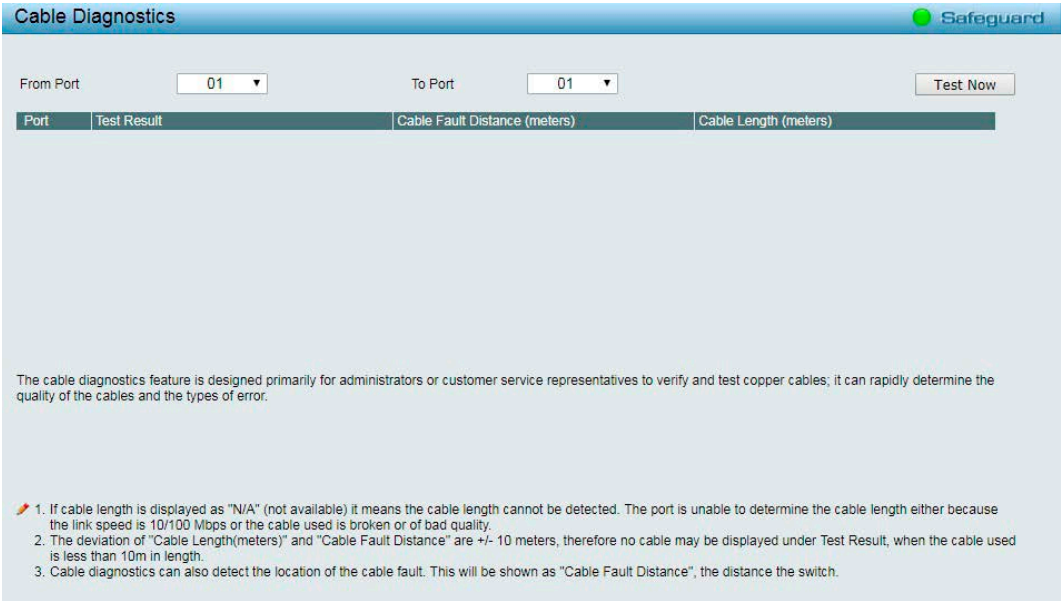 Cable Diagnostics
Safeguard
From Port 01 To Port 01 Test Now
Port Test Result Cable Fault Distance (meters) Cable Length (meters)
The cable diagnostics feature is designed primarily for administrators or customer service representatives to verify and test copper cables; it can rapidly determine the
quality of the cables and the types of error.
1. If cable length is displayed as "N/A" (not available) it means the cable length cannot be detected. The port is unable to determine the cable length either because
the link speed is 10/100 Mbps or the cable used is broken or of bad quality.
2. The deviation of "Cable Length(meters)" and "Cable Fault Distance" are +/- 10 meters, therefore no cable may be displayed under Test Result, when the cable used
is less than 10m in length.
3. Cable diagnostics can also detect the location of the cable fault. This will be shown as "Cable Fault Distance", the distance the switch.